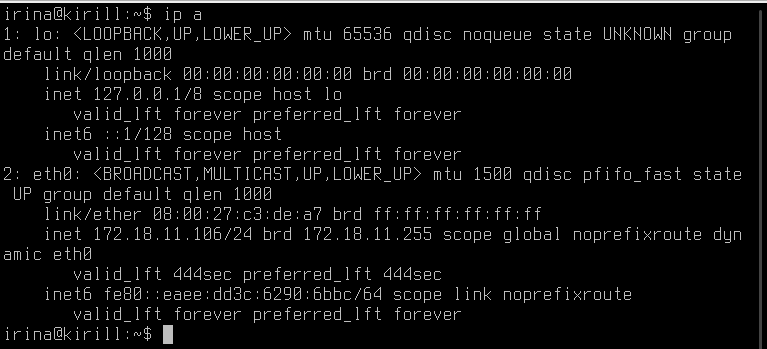 irina@kirill:~$ ip a
1: lo: <LOOPBACK,UP,LOWER_UP> mtu 65536 qdisc noqueue state UNKNOWN group
default qlen 1000
    link/loopback 00:00:00:00:00:00 brd 00:00:00:00:00:00
    inet 127.0.0.1/8 scope host lo
       valid_lft forever preferred_lft forever
    inet6 ::1/128 scope host
       valid_lft forever preferred_lft forever
2: eth0: <BROADCAST,MULTICAST,UP,LOWER_UP> mtu 1500 qdisc pfifo_fast state
 UP group default qlen 1000
    link/ether 08:00:27:c3:de:a7 brd ff:ff:ff:ff:ff:ff
    inet 172.18.11.106/24 brd 172.18.11.255 scope global noprefixroute dyn
amic eth0
       valid_lft 444sec preferred_lft 444sec
    inet6 fe80::eaee:dd3c:6290:6bbc/64 scope link noprefixroute
       valid_lft forever preferred_lft forever
irina@kirill:~$